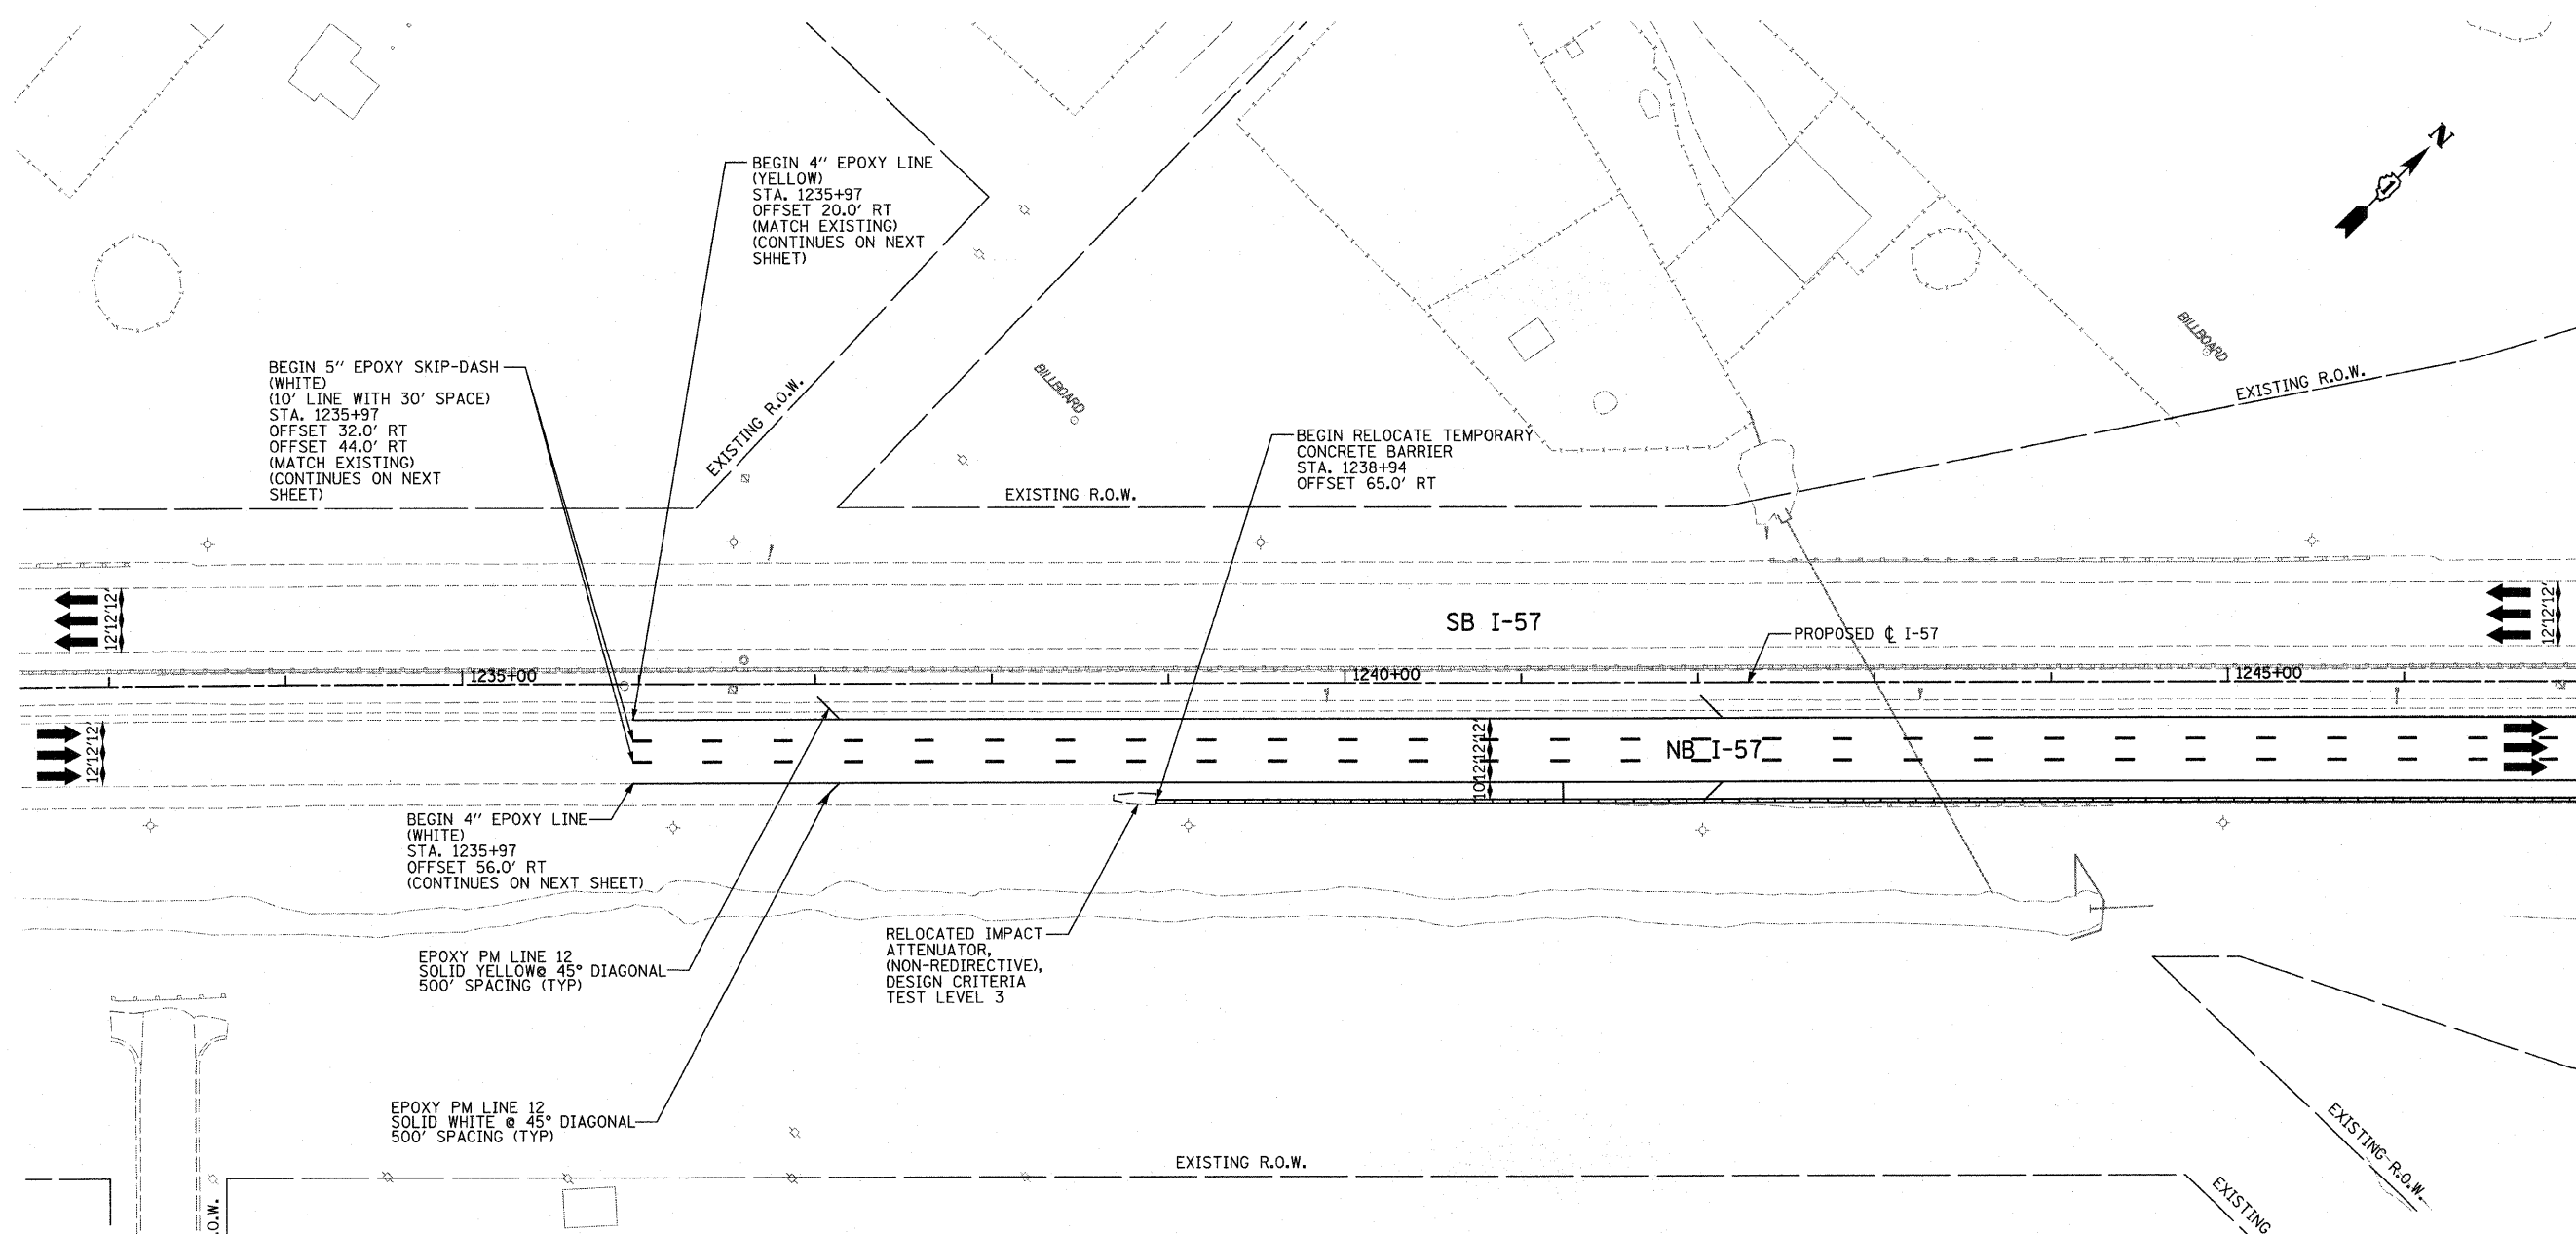 N
1
BEGIN 4" EPOXY LINE
(YELLOW)
STA. 1235+97
OFFSET 20.0' RT
(MATCH EXISTING)
(CONTINUES ON NEXT
SHHET)
BILLBOARD
BEGIN 5" EPOXY SKIP-DASH
(WHITE)
(10' LINE WITH 30' SPACE)
STA. 1235+97
OFFSET 32.0' RT
OFFSET 44.0' RT
(MATCH EXISTING)
(CONTINUES ON NEXT
SHEET)
EXISTING R.O.W.
BILLBOARD
EXISTING R.O.W.
BEGIN RELOCATE TEMPORARY
CONCRETE BARRIER
STA. 1238+94
OFFSET 65.0' RT
EXISTING R.O.W.
12'12'12'
SB I-57
12'12'12'
PROPOSED ℄ I-57
1235+00
1240+00
1245+00
12'12'12'
10'12'12'12'
NB I-57
BEGIN 4" EPOXY LINE
(WHITE)
STA. 1235+97
OFFSET 56.0' RT
(CONTINUES ON NEXT SHEET)
EPOXY PM LINE 12
SOLID YELLOW@ 45° DIAGONAL
500' SPACING (TYP)
RELOCATED IMPACT
ATTENUATOR,
(NON-REDIRECTIVE),
DESIGN CRITERIA
TEST LEVEL 3
EPOXY PM LINE 12
SOLID WHITE @ 45° DIAGONAL
500' SPACING (TYP)
EXISTING R.O.W.
EXISTING R.O.W.
EXISTING
.O.W.